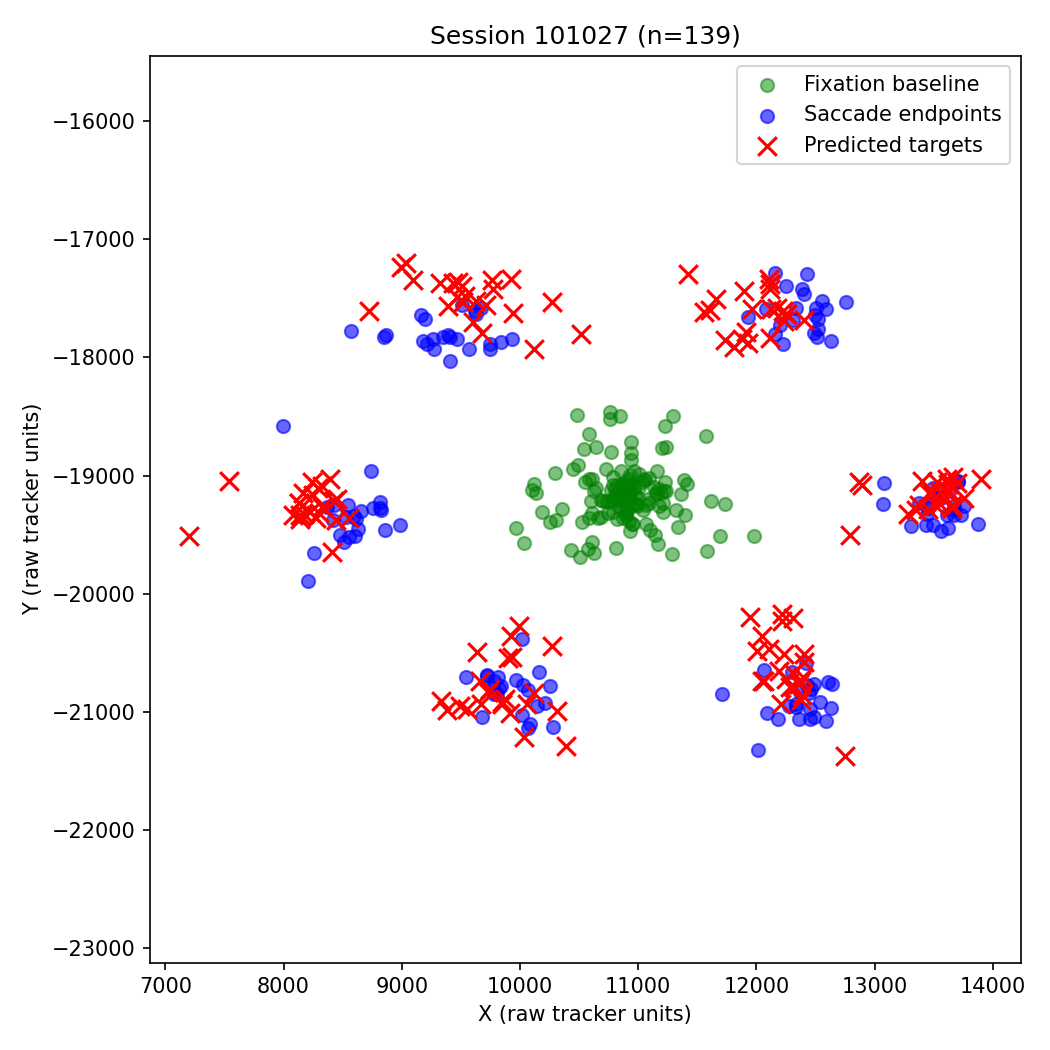 Session 101027 (n=139)
Fixation baseline
Saccade endpoints
Predicted targets
−16000
−17000
−18000
−19000
−20000
−21000
−22000
−23000
Y (raw tracker units)
7000 8000 9000 10000 11000 12000 13000 14000
X (raw tracker units)